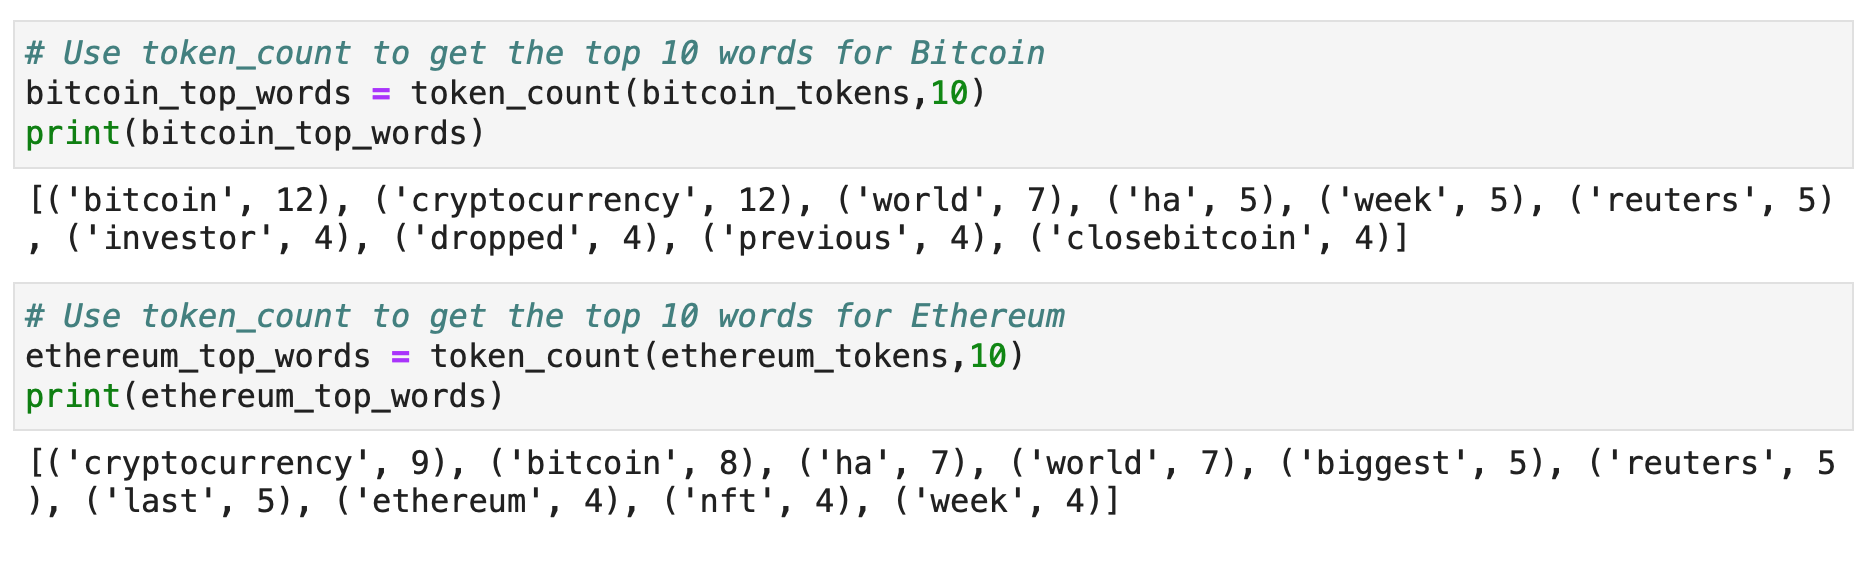 # Use token_count to get the top 10 words for Bitcoin
bitcoin_top_words = token_count(bitcoin_tokens,10)
print(bitcoin_top_words)
[('bitcoin', 12), ('cryptocurrency', 12), ('world', 7), ('ha', 5), ('week', 5), ('reuters', 5)
, ('investor', 4), ('dropped', 4), ('previous', 4), ('closebitcoin', 4)]
# Use token_count to get the top 10 words for Ethereum
ethereum_top_words = token_count(ethereum_tokens,10)
print(ethereum_top_words)
[('cryptocurrency', 9), ('bitcoin', 8), ('ha', 7), ('world', 7), ('biggest', 5), ('reuters', 5
), ('last', 5), ('ethereum', 4), ('nft', 4), ('week', 4)]